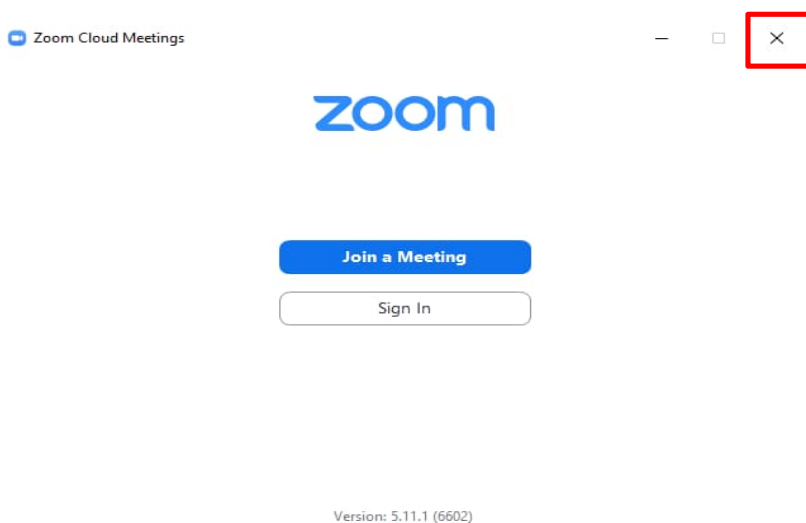 Zoom Cloud Meetings
zoom
Join a Meeting
Sign In
Version: 5.11.1 (6602)